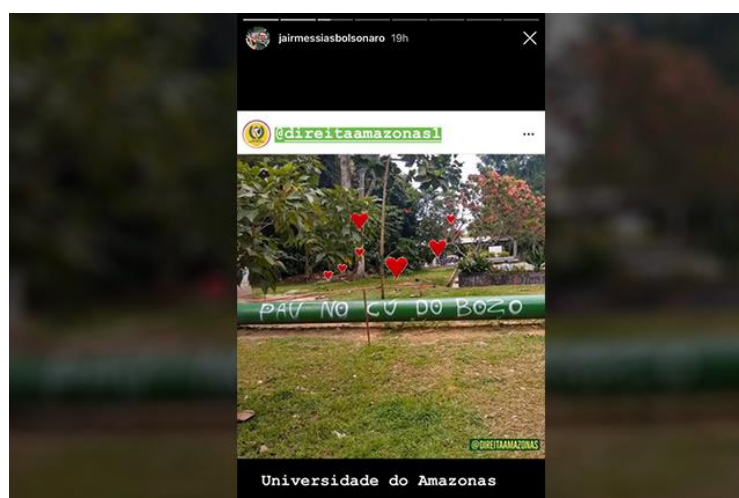 jairmessiasbolsonaro 19h
@direitaamazonas1
PAU NO CU DO BOZO
@DIREITAAMAZONAS
Universidade do Amazonas